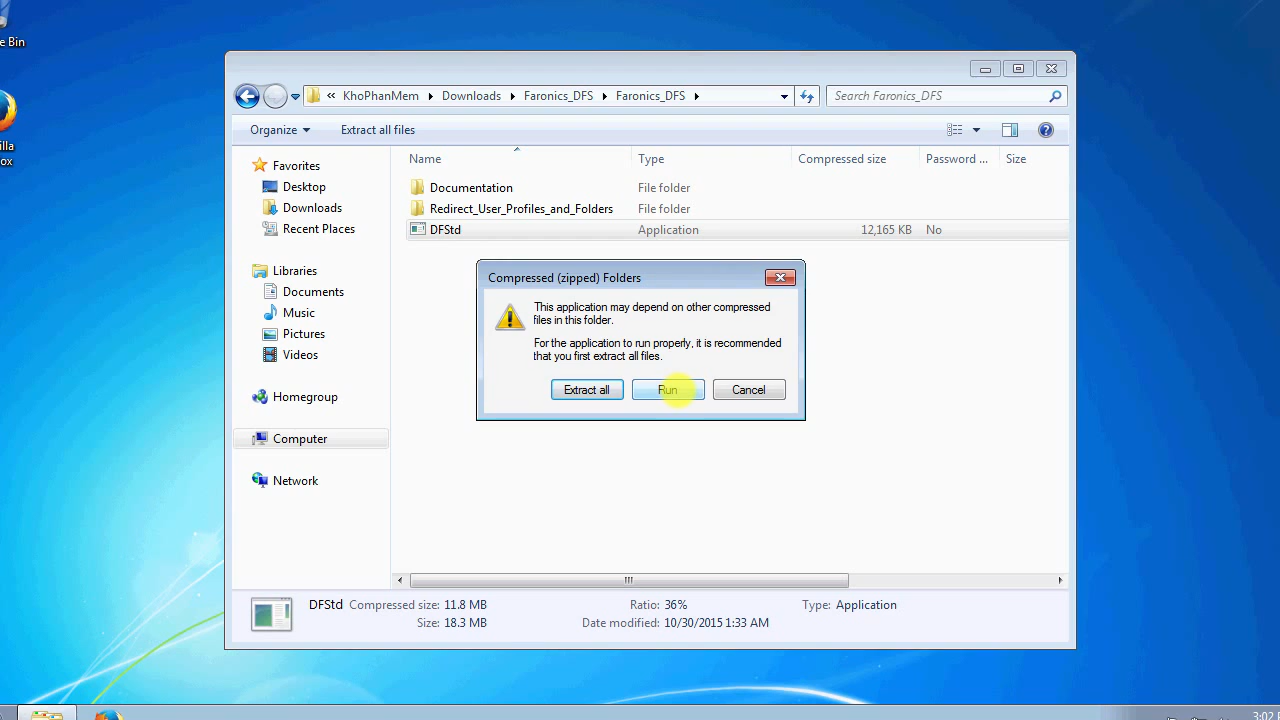 e Bin
illa
ox
« KhoPhanMem Downloads Faronics_DFS Faronics_DFS
Search Faronics_DFS
Organize Extract all files
Name Type Compressed size Password ... Size
Favorites
Desktop
Downloads
Recent Places
Libraries
Documents
Music
Pictures
Videos
Homegroup
Computer
Network
Documentation File folder
Redirect_User_Profiles_and_Folders File folder
DFStd Application 12,165 KB No
Compressed (zipped) Folders
This application may depend on other compressed
files in this folder.
For the application to run properly, it is recommended
that you first extract all files.
Extract all Run Cancel
DFStd Compressed size: 11.8 MB Ratio: 36% Type: Application
Size: 18.3 MB Date modified: 10/30/2015 1:33 AM
3:02